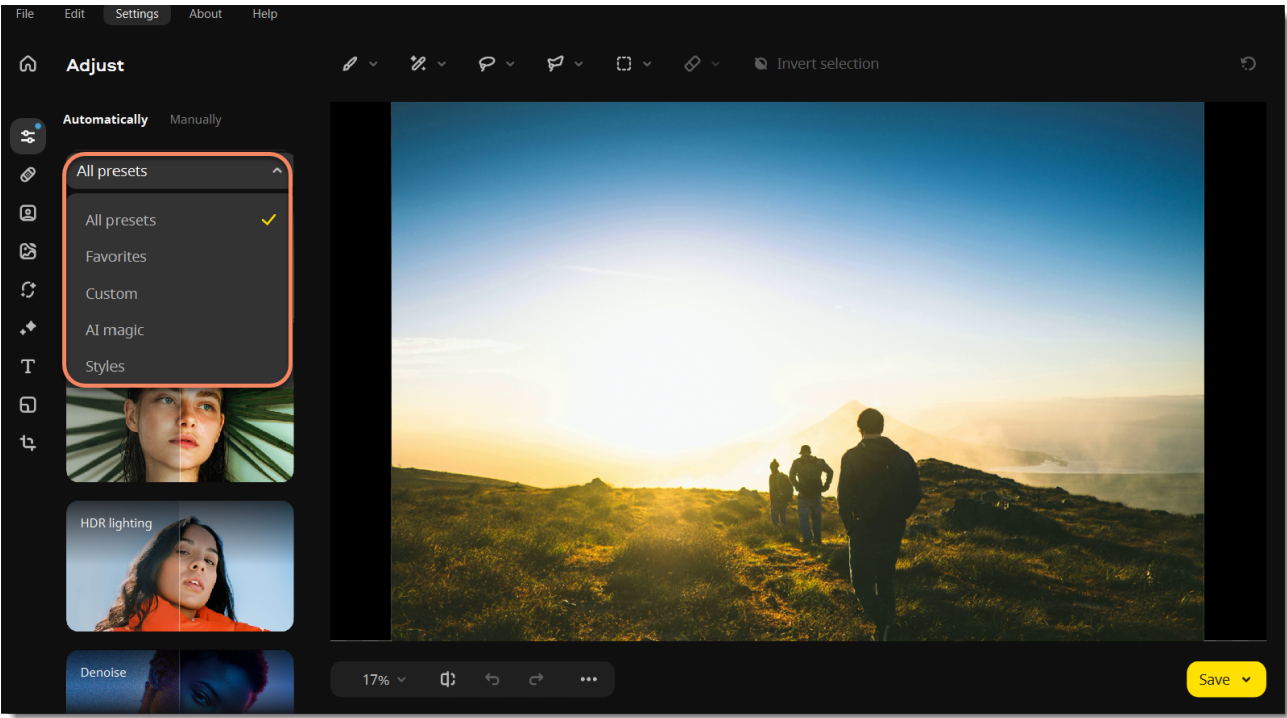 File Edit Settings About Help
Adjust
Invert selection
Automatically Manually
All presets
All presets
Favorites
Custom
AI magic
Styles
HDR lighting
Denoise
17%
Save